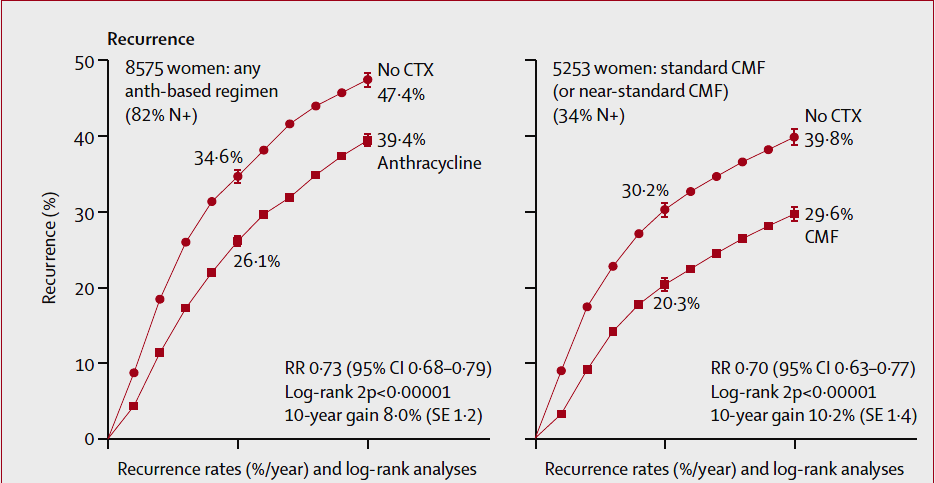 Recurrence
50
40
30
20
10
0
Recurrence (%)
8575 women: any
anth-based regimen
(82% N+)
No CTX
47·4%
34·6%
39·4%
Anthracycline
26·1%
RR 0·73 (95% CI 0·68–0·79)
Log-rank 2p<0·00001
10-year gain 8·0% (SE 1·2)
Recurrence rates (%/year) and log-rank analyses
5253 women: standard CMF
(or near-standard CMF)
(34% N+)
No CTX
39·8%
30·2%
29·6%
CMF
20·3%
RR 0·70 (95% CI 0·63–0·77)
Log-rank 2p<0·00001
10-year gain 10·2% (SE 1·4)
Recurrence rates (%/year) and log-rank analyses